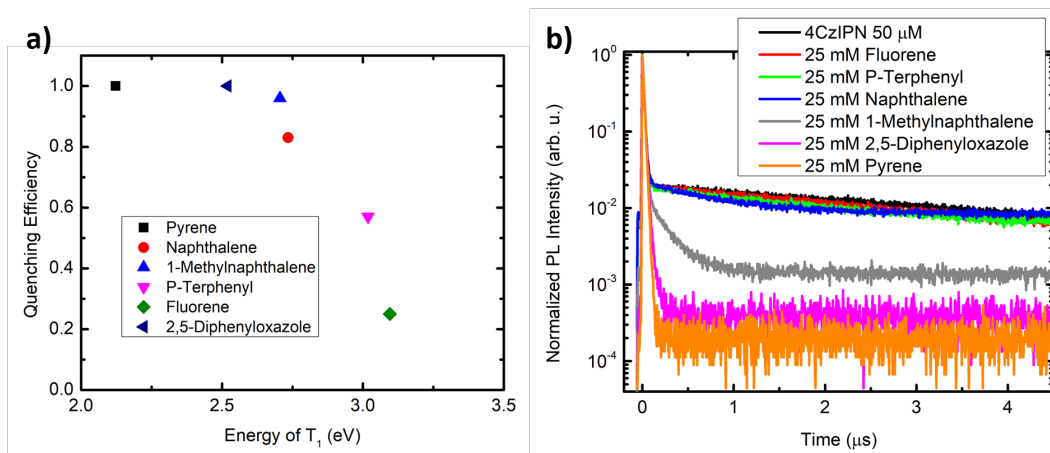 a)
Quenching Efficiency
1.0
0.8
0.6
0.4
0.2
0.0
Pyrene
Naphthalene
1-Methylnaphthalene
P-Terphenyl
Fluorene
2,5-Diphenyloxazole
2.0 2.5 3.0 3.5
Energy of T₁ (eV)
b)
Normalized PL Intensity (arb. u.)
10⁰
10⁻¹
10⁻²
10⁻³
10⁻⁴
4CzIPN 50 μM
25 mM Fluorene
25 mM P-Terphenyl
25 mM Naphthalene
25 mM 1-Methylnaphthalene
25 mM 2,5-Diphenyloxazole
25 mM Pyrene
0 1 2 3 4
Time (μs)